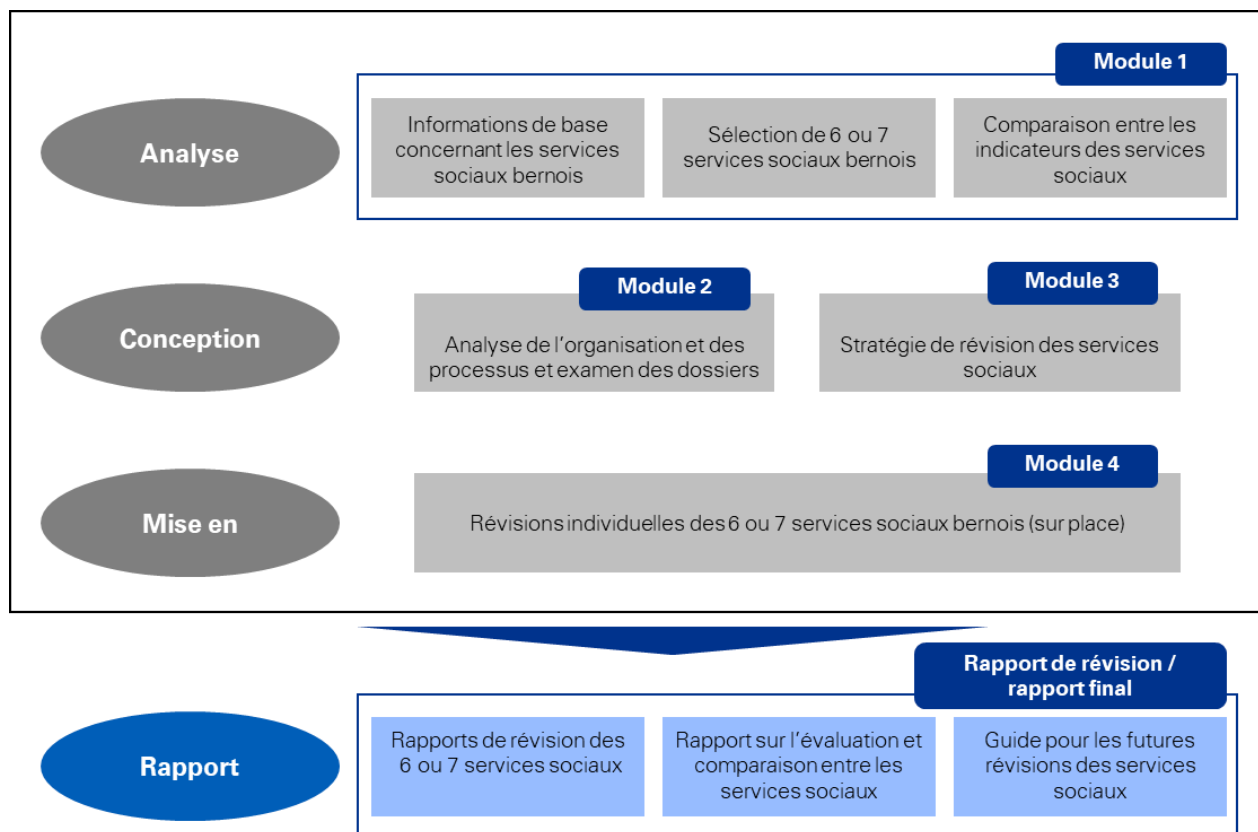 Module 1
Analyse
Informations de base
concernant les services
sociaux bernois
Sélection de 6 ou 7
services sociaux bernois
Comparaison entre les
indicateurs des services
sociaux
Conception
Module 2
Analyse de l'organisation et des
processus et examen des dossiers
Module 3
Stratégie de révision des services
sociaux
Mise en
Module 4
Révisions individuelles des 6 ou 7 services sociaux bernois (sur place)
Rapport de révision /
rapport final
Rapport
Rapports de révision des
6 ou 7 services sociaux
Rapport sur l'évaluation et
comparaison entre les
services sociaux
Guide pour les futures
révisions des services
sociaux